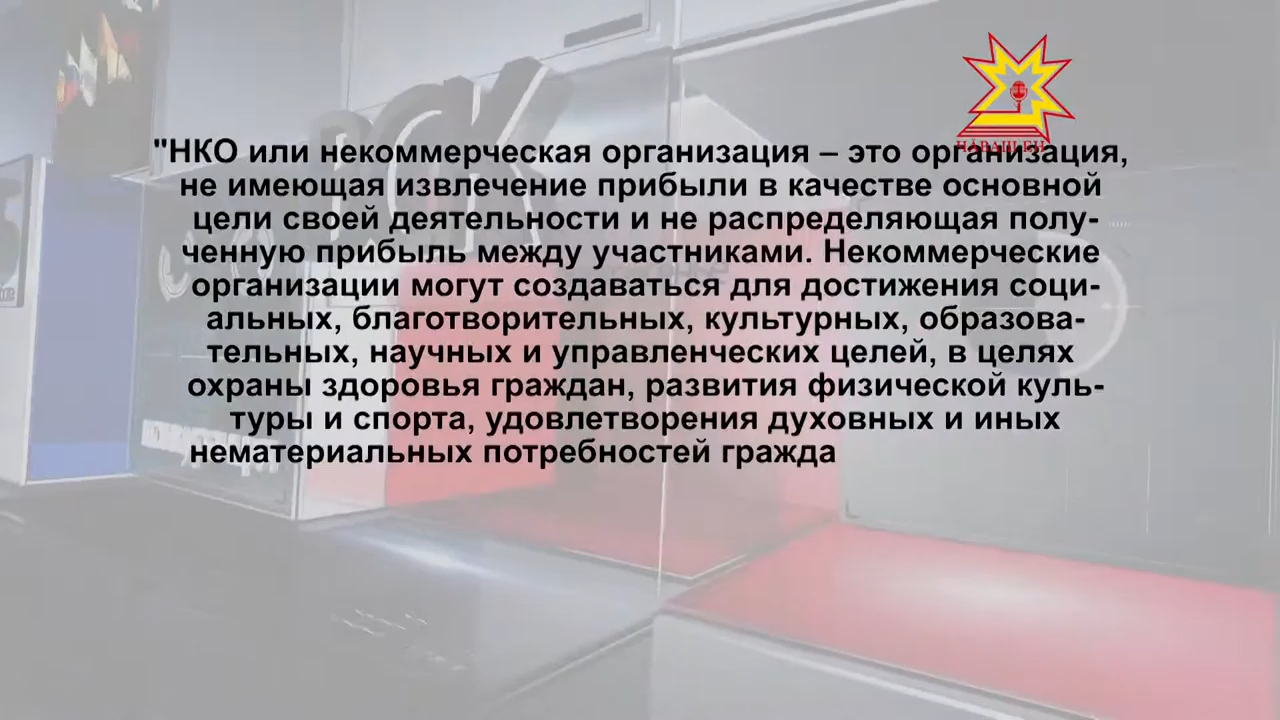 ЧӐВАШ ЕН
"НКО или некоммерческая организация – это организация,
не имеющая извлечение прибыли в качестве основной
цели своей деятельности и не распределяющая полу-
ченную прибыль между участниками. Некоммерческие
организации могут создаваться для достижения соци-
альных, благотворительных, культурных, образова-
тельных, научных и управленческих целей, в целях
охраны здоровья граждан, развития физической куль-
туры и спорта, удовлетворения духовных и иных
нематериальных потребностей гражда